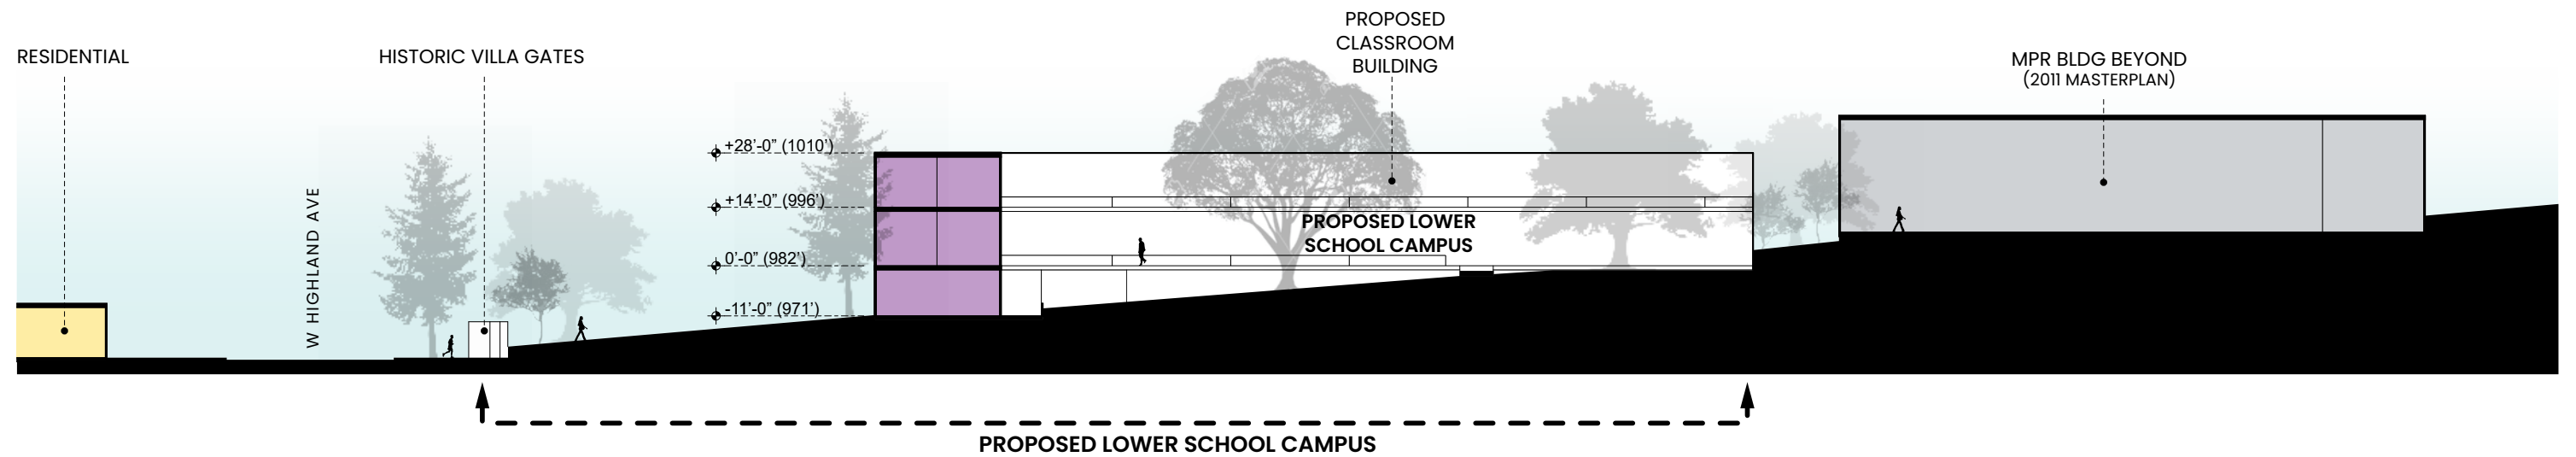 RESIDENTIAL
HISTORIC VILLA GATES
PROPOSED
CLASSROOM
BUILDING
MPR BLDG BEYOND
(2011 MASTERPLAN)
W HIGHLAND AVE
+28'-0" (1010')
+14'-0" (996')
0'-0" (982')
-11'-0" (971')
PROPOSED LOWER
SCHOOL CAMPUS
PROPOSED LOWER SCHOOL CAMPUS